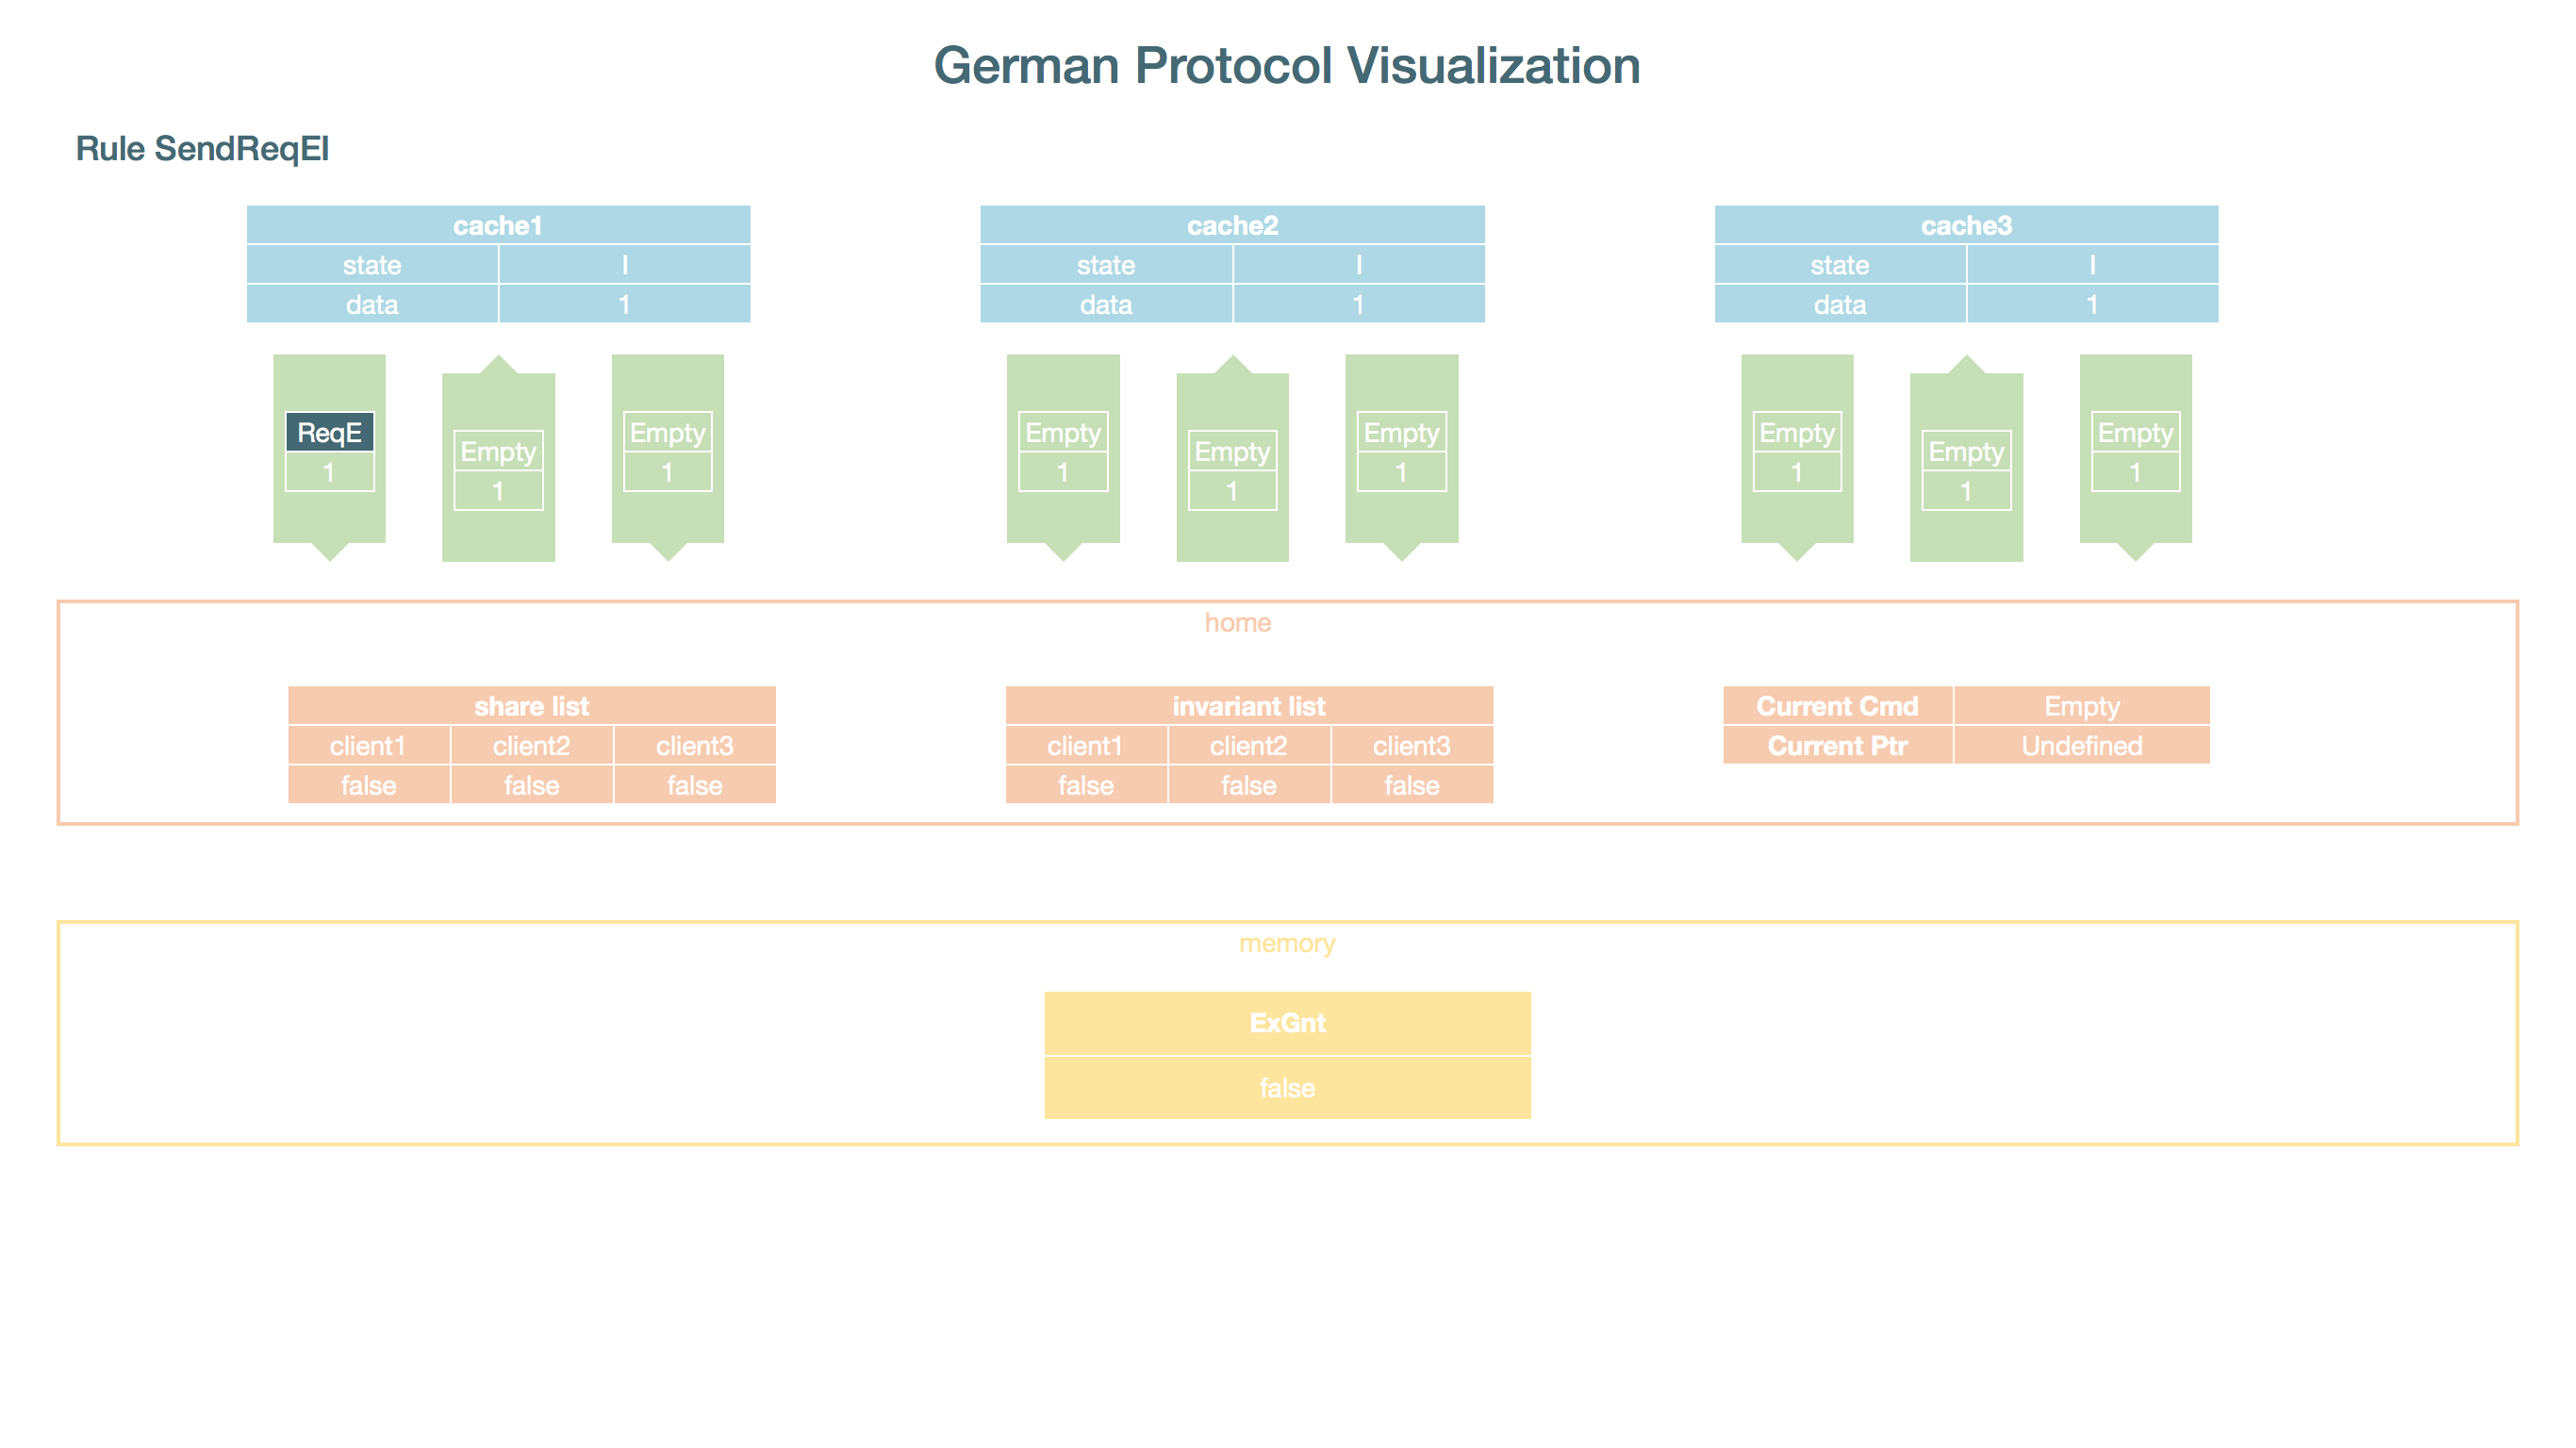 German Protocol Visualization
Rule SendReqEI
cache1 cache2 cache3
state I state I state I
data 1 data 1 data 1
ReqE Empty Empty Empty Empty Empty Empty Empty Empty
1 1 1 1 1 1 1 1 1
home
share list invariant list Current Cmd Empty
client1 client2 client3 client1 client2 client3 Current Ptr Undefined
false false false false false false
memory
ExGnt
false